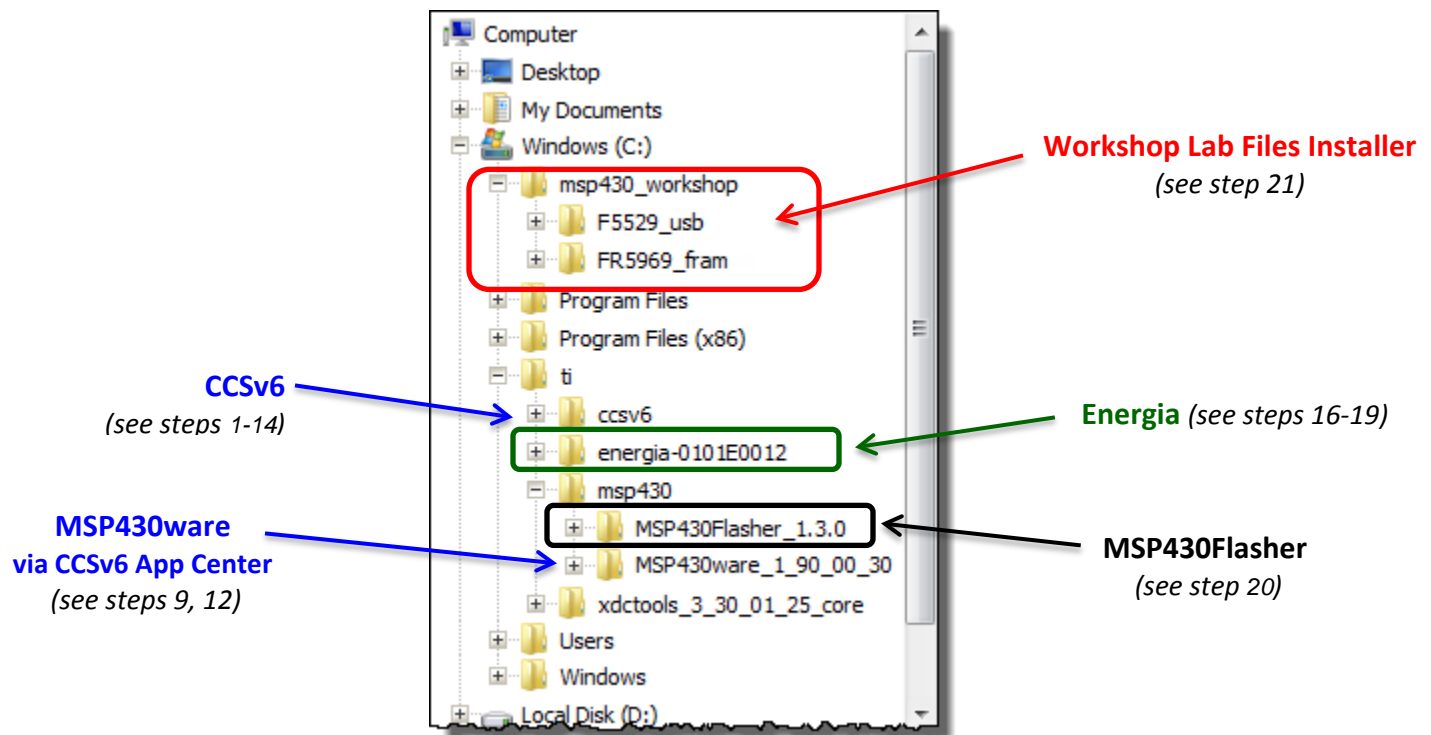 Computer
Desktop
My Documents
Windows (C:)
msp430_workshop
F5529_usb
FR5969_fram
Program Files
Program Files (x86)
ti
ccsv6
energia-0101E0012
msp430
MSP430Flasher_1.3.0
MSP430ware_1_90_00_30
xdctools_3_30_01_25_core
Users
Windows
Local Disk (D:)
Workshop Lab Files Installer
(see step 21)
CCSv6
(see steps 1-14)
Energia (see steps 16-19)
MSP430ware
via CCSv6 App Center
(see steps 9, 12)
MSP430Flasher
(see step 20)